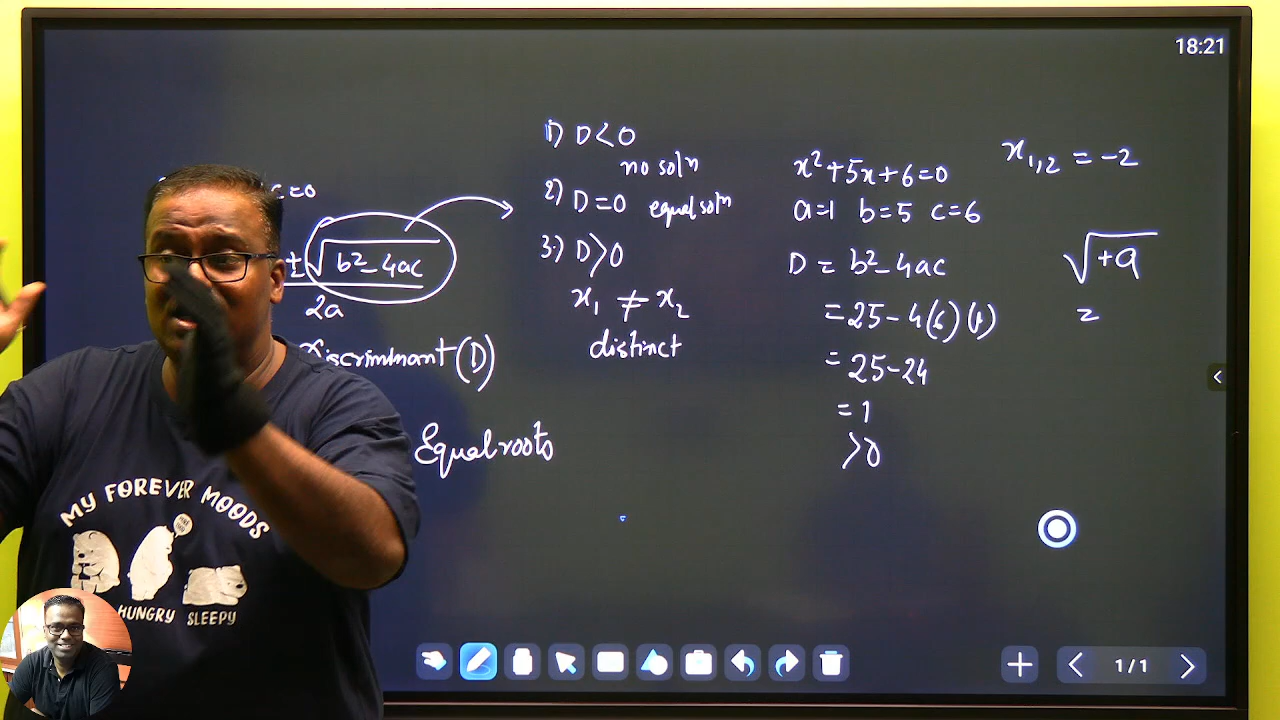 18:21
c=0
± √b²-4ac
2a
Discriminant (D)
Equal roots
1) D<0
no soln
2) D=0 equal soln
3.) D>0
x₁ ≠ x₂
distinct
x²+5x+6=0
a=1 b=5 c=6
D = b²-4ac
=25-4(6)(1)
=25-24
=1
>0
x₁,₂ = -2
√+a
=
MY FOREVER MOODS
HUNGRY SLEEPY
1/1